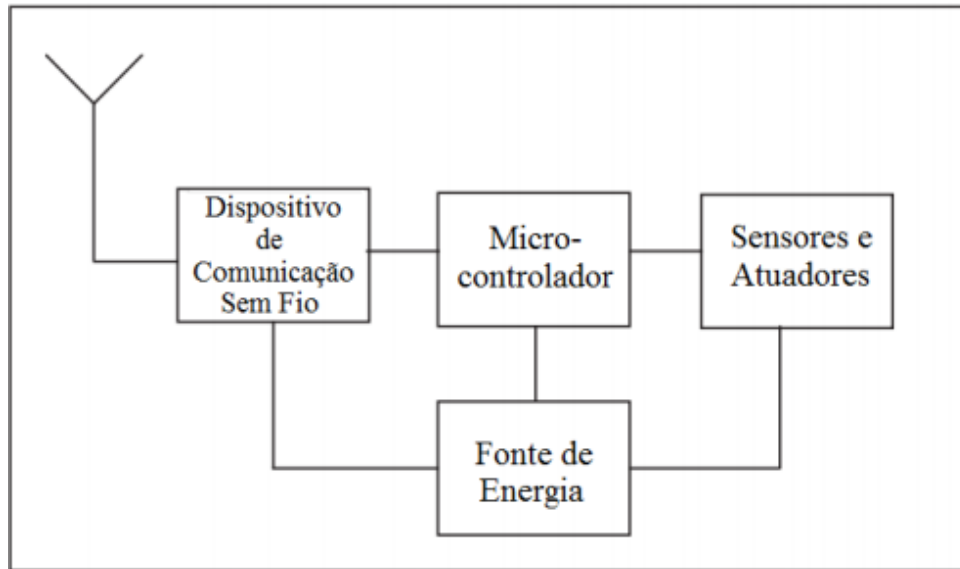 Dispositivo
de
Comunicação
Sem Fio
Micro-
controlador
Sensores e
Atuadores
Fonte de
Energia